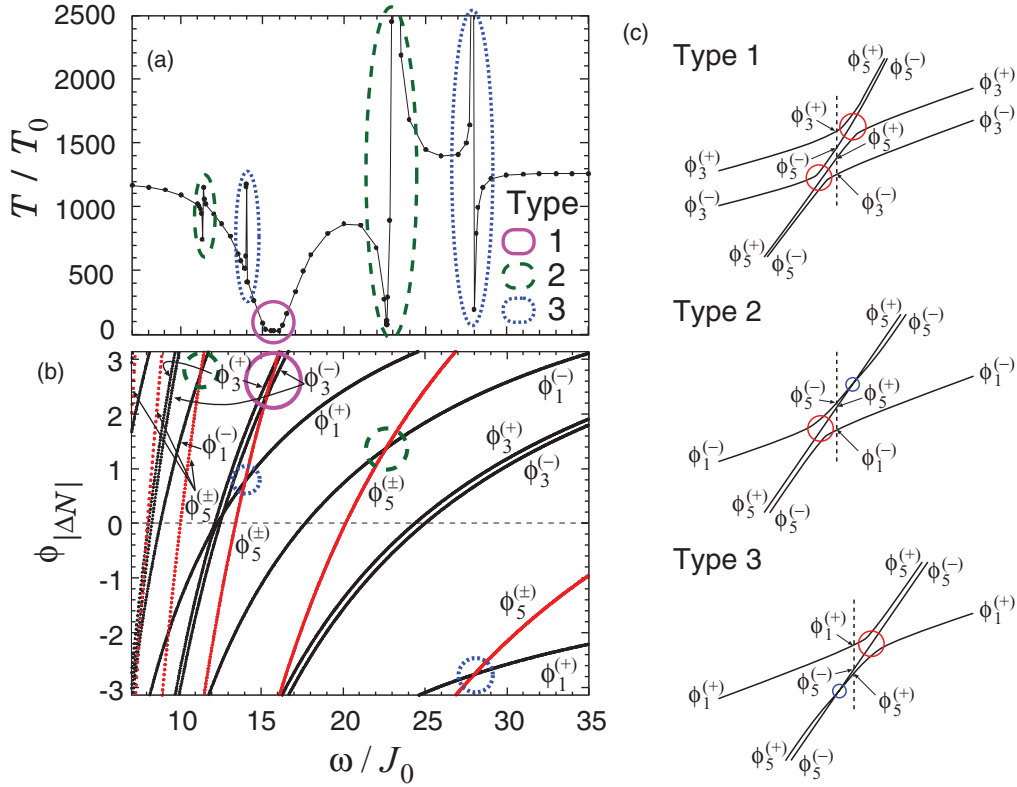 (a)
T / T₀
2500
2000
1500
1000
500
0
Type
1
2
3
(b)
ϕ|ΔN|
3
2
1
0
-1
-2
-3
ϕ₃⁽⁺⁾
ϕ₃⁽⁻⁾
ϕ₁⁽⁺⁾
ϕ₁⁽⁻⁾
ϕ₁⁽⁻⁾
ϕ₅⁽±⁾
ϕ₅⁽±⁾
ϕ₅⁽±⁾
ϕ₃⁽⁺⁾
ϕ₃⁽⁻⁾
ϕ₅⁽±⁾
ϕ₁⁽⁺⁾
10 15 20 25 30 35
ω / J₀
(c)
Type 1
ϕ₅⁽⁺⁾ ϕ₅⁽⁻⁾
ϕ₃⁽⁺⁾
ϕ₃⁽⁻⁾
ϕ₃⁽⁺⁾
ϕ₅⁽⁺⁾
ϕ₅⁽⁻⁾
ϕ₃⁽⁺⁾
ϕ₃⁽⁻⁾
ϕ₃⁽⁻⁾
ϕ₅⁽⁺⁾ ϕ₅⁽⁻⁾
Type 2
ϕ₅⁽⁺⁾ ϕ₅⁽⁻⁾
ϕ₁⁽⁻⁾
ϕ₅⁽⁻⁾ ϕ₅⁽⁺⁾
ϕ₁⁽⁻⁾
ϕ₁⁽⁻⁾
ϕ₅⁽⁺⁾ ϕ₅⁽⁻⁾
Type 3
ϕ₅⁽⁺⁾ ϕ₅⁽⁻⁾
ϕ₁⁽⁺⁾
ϕ₁⁽⁺⁾
ϕ₅⁽⁻⁾ ϕ₅⁽⁺⁾
ϕ₁⁽⁺⁾
ϕ₅⁽⁺⁾ ϕ₅⁽⁻⁾